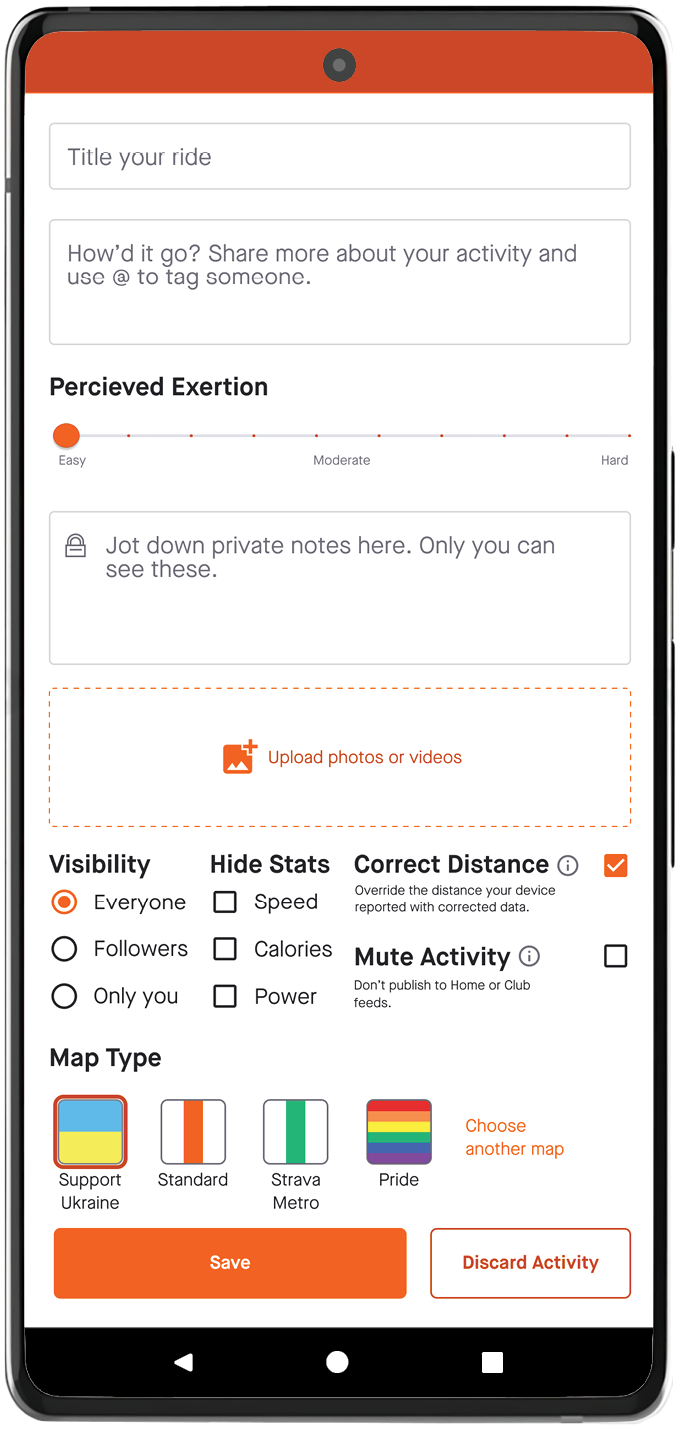 Title your ride
How’d it go? Share more about your activity and
use @ to tag someone.
Percieved Exertion
Easy Moderate Hard
Jot down private notes here. Only you can
see these.
Upload photos or videos
Visibility
Everyone
Followers
Only you
Hide Stats
Speed
Calories
Power
Correct Distance
Override the distance your device
reported with corrected data.
Mute Activity
Don’t publish to Home or Club
feeds.
Map Type
Support
Ukraine
Standard
Strava
Metro
Pride
Choose
another map
Save
Discard Activity